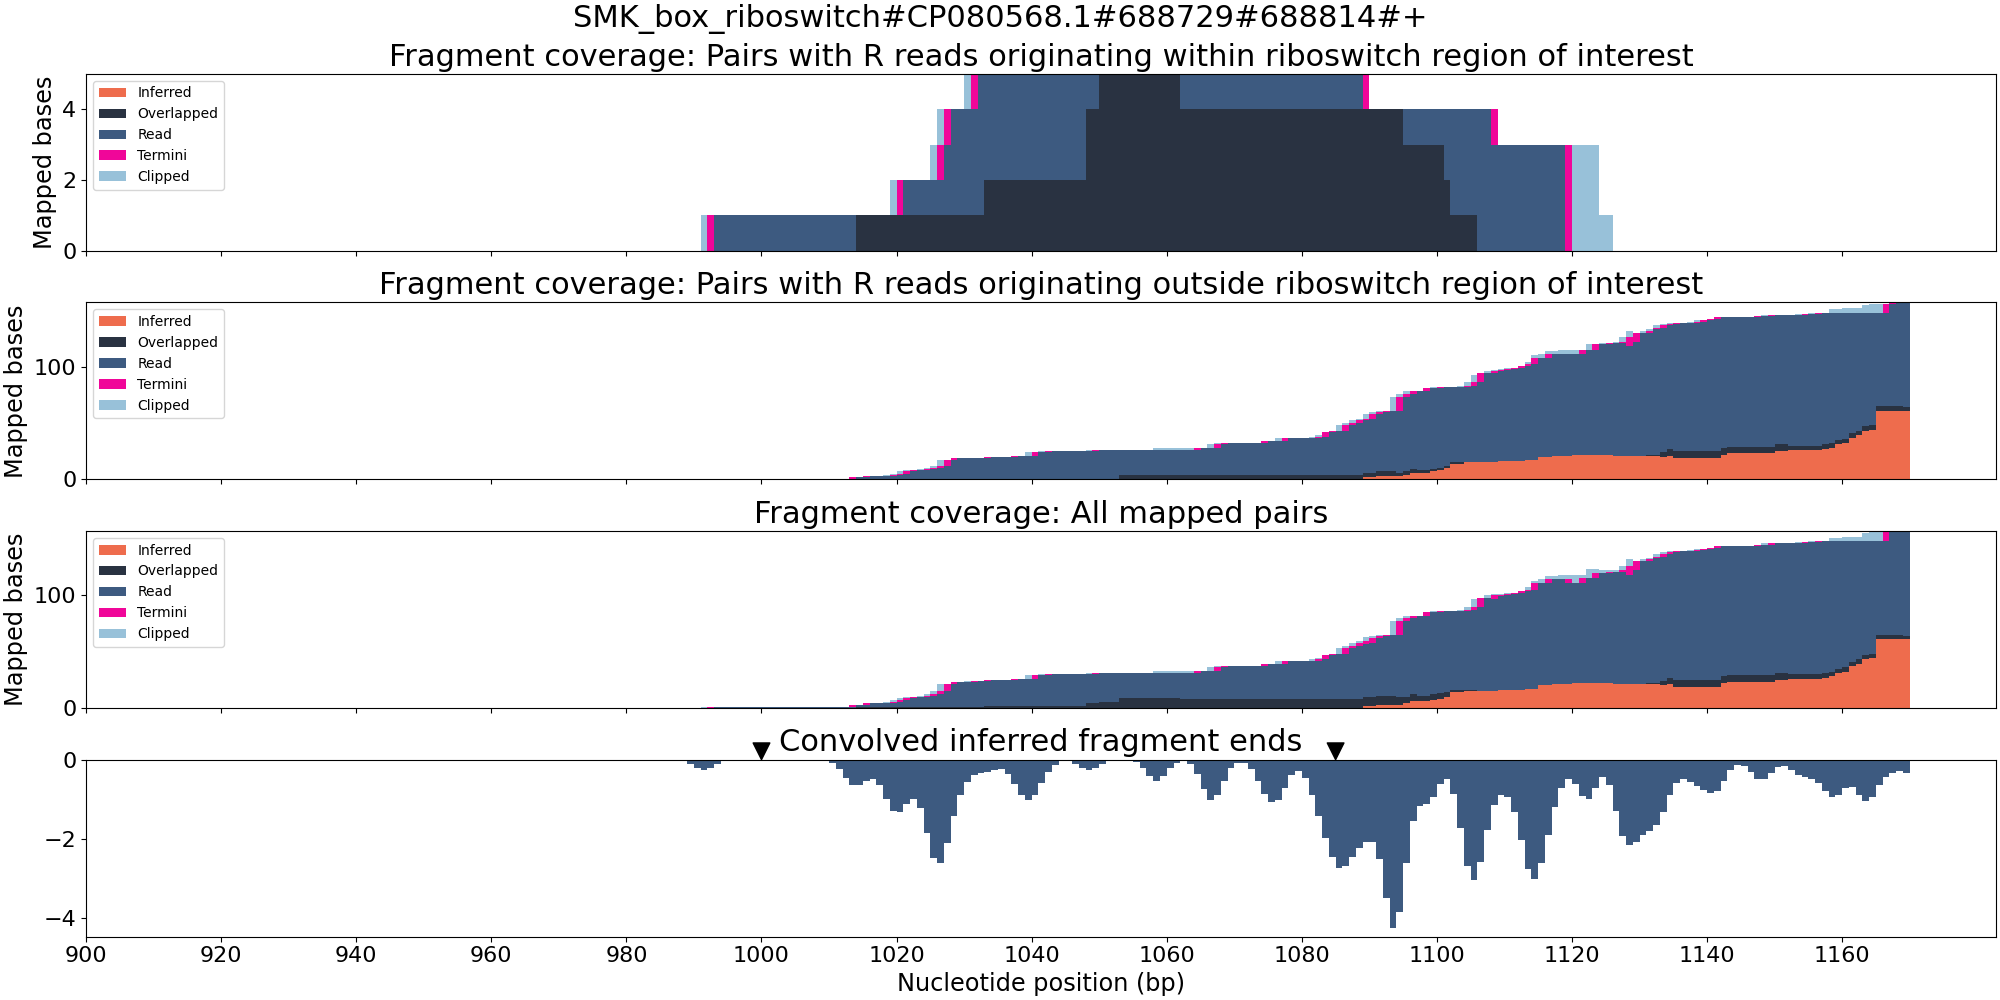 SMK_box_riboswitch#CP080568.1#688729#688814#+
Fragment coverage: Pairs with R reads originating within riboswitch region of interest
Mapped bases
4
2
0
Inferred
Overlapped
Read
Termini
Clipped
Fragment coverage: Pairs with R reads originating outside riboswitch region of interest
Mapped bases
100
0
Inferred
Overlapped
Read
Termini
Clipped
Fragment coverage: All mapped pairs
Mapped bases
100
0
Inferred
Overlapped
Read
Termini
Clipped
Convolved inferred fragment ends
0
−2
−4
900 920 940 960 980 1000 1020 1040 1060 1080 1100 1120 1140 1160
Nucleotide position (bp)